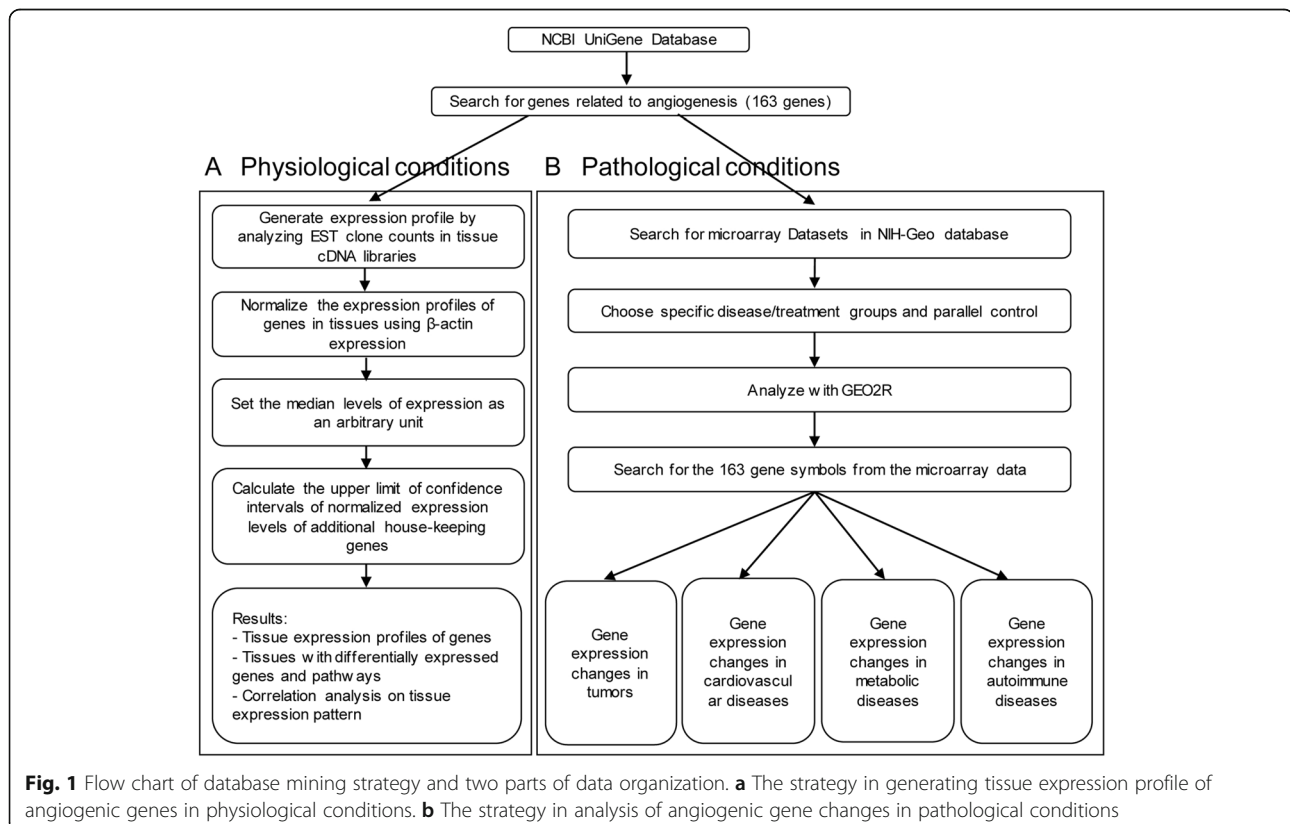 NCBI UniGene Database
Search for genes related to angiogenesis (163 genes)
A Physiological conditions
Generate expression profile by
analyzing EST clone counts in tissue
cDNA libraries
Normalize the expression profiles of
genes in tissues using β-actin
expression
Set the median levels of expression as
an arbitrary unit
Calculate the upper limit of confidence
intervals of normalized expression
levels of additional house-keeping
genes
Results:
- Tissue expression profiles of genes
- Tissues with differentially expressed
genes and pathways
- Correlation analysis on tissue
expression pattern
B Pathological conditions
Search for microarray Datasets in NIH-Geo database
Choose specific disease/treatment groups and parallel control
Analyze with GEO2R
Search for the 163 gene symbols from the microarray data
Gene
expression
changes in
tumors
Gene
expression
changes in
cardiovascul
ar diseases
Gene
expression
changes in
metabolic
diseases
Gene
expression
changes in
autoimmune
diseases
Fig. 1 Flow chart of database mining strategy and two parts of data organization. a The strategy in generating tissue expression profile of
angiogenic genes in physiological conditions. b The strategy in analysis of angiogenic gene changes in pathological conditions